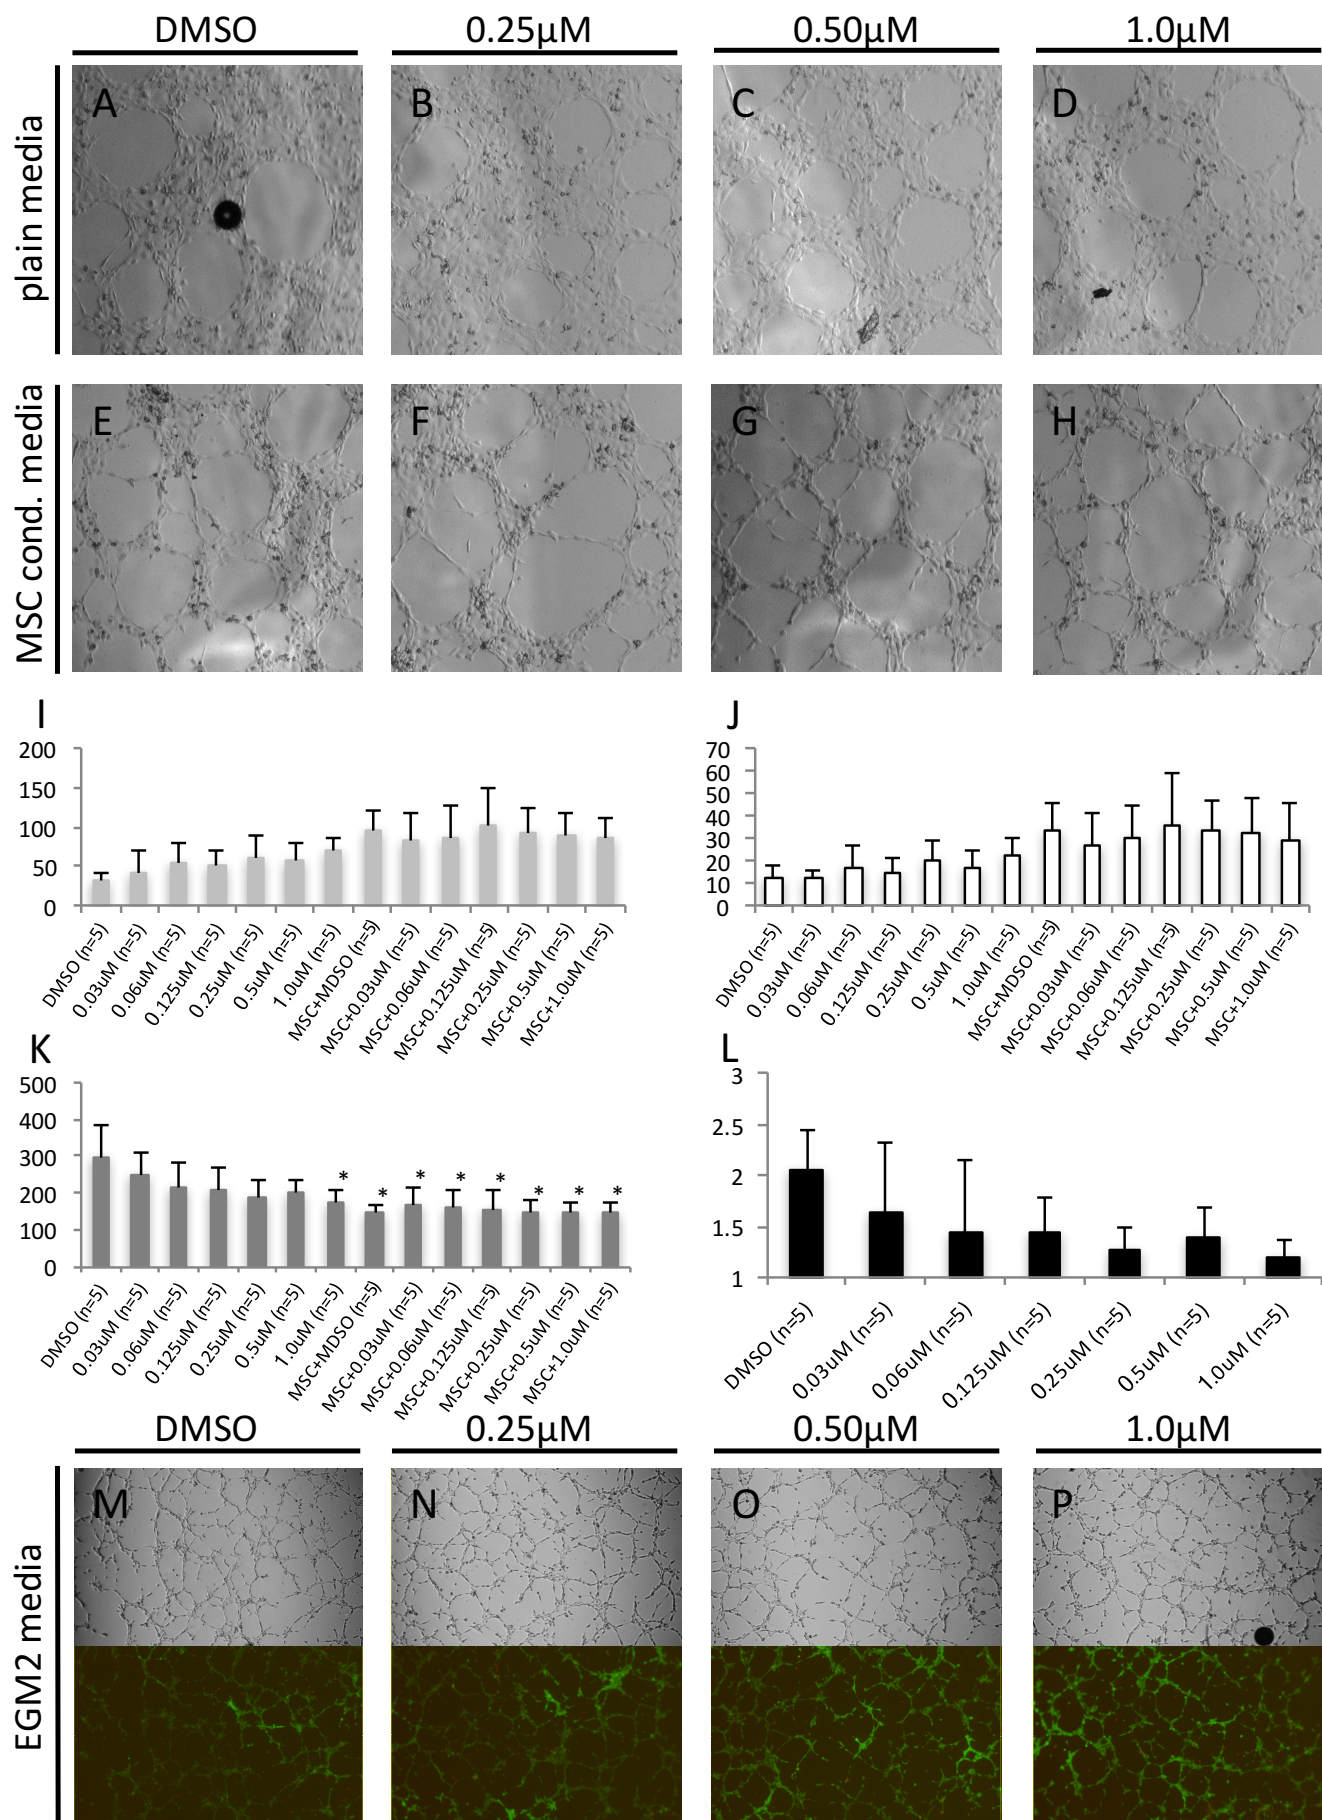 DMSO 0.25μM 0.50μM 1.0μM
plain media
A B C D
MSC cond. media
E F G H
I
200
150
100
50
0
DMSO (n=5)
0.03uM (n=5)
0.06uM (n=5)
0.125uM (n=5)
0.25uM (n=5)
0.5uM (n=5)
1.0uM (n=5)
MSC+MDSO (n=5)
MSC+0.03uM (n=5)
MSC+0.06uM (n=5)
MSC+0.125uM (n=5)
MSC+0.25uM (n=5)
MSC+0.5uM (n=5)
MSC+1.0uM (n=5)
J
70
60
50
40
30
20
10
0
DMSO (n=5)
0.03uM (n=5)
0.06uM (n=5)
0.125uM (n=5)
0.25uM (n=5)
0.5uM (n=5)
1.0uM (n=5)
MSC+MDSO (n=5)
MSC+0.03uM (n=5)
MSC+0.06uM (n=5)
MSC+0.125uM (n=5)
MSC+0.25uM (n=5)
MSC+0.5uM (n=5)
MSC+1.0uM (n=5)
K
500
400
300
200
100
0
* * * * * * * *
DMSO (n=5)
0.03uM (n=5)
0.06uM (n=5)
0.125uM (n=5)
0.25uM (n=5)
0.5uM (n=5)
1.0uM (n=5)
MSC+MDSO (n=5)
MSC+0.03uM (n=5)
MSC+0.06uM (n=5)
MSC+0.125uM (n=5)
MSC+0.25uM (n=5)
MSC+0.5uM (n=5)
MSC+1.0uM (n=5)
L
3
2.5
2
1.5
1
DMSO (n=5)
0.03uM (n=5)
0.06uM (n=5)
0.125uM (n=5)
0.25uM (n=5)
0.5uM (n=5)
1.0uM (n=5)
DMSO 0.25μM 0.50μM 1.0μM
EGM2 media
M N O P